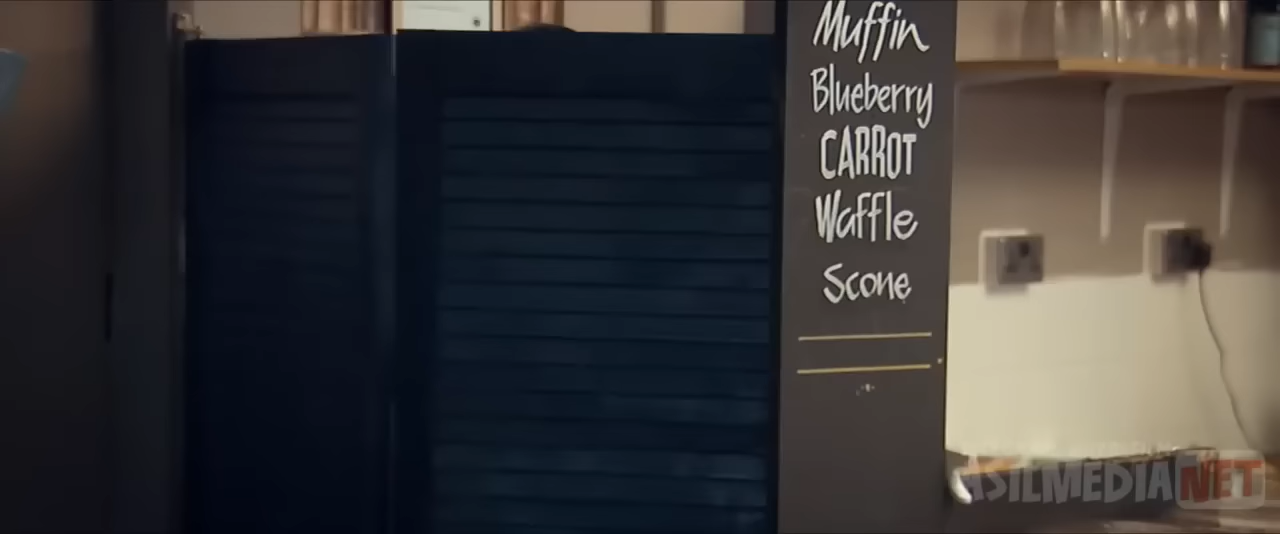 Muffin
Blueberry
CARROT
Waffle
Scone
ASILMEDIA NET